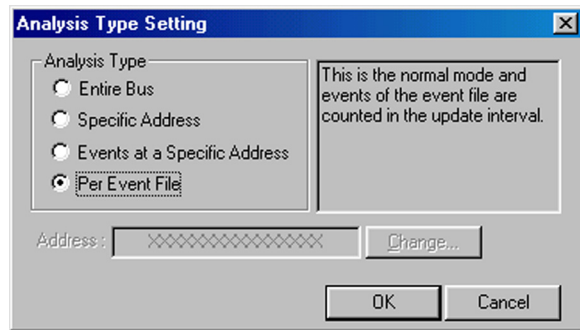 Analysis Type Setting
Analysis Type
Entire Bus
Specific Address
Events at a Specific Address
Per Event File
This is the normal mode and
events of the event file are
counted in the update interval.
Address : XXXXXXXXXXXXXXXX Change...
OK Cancel